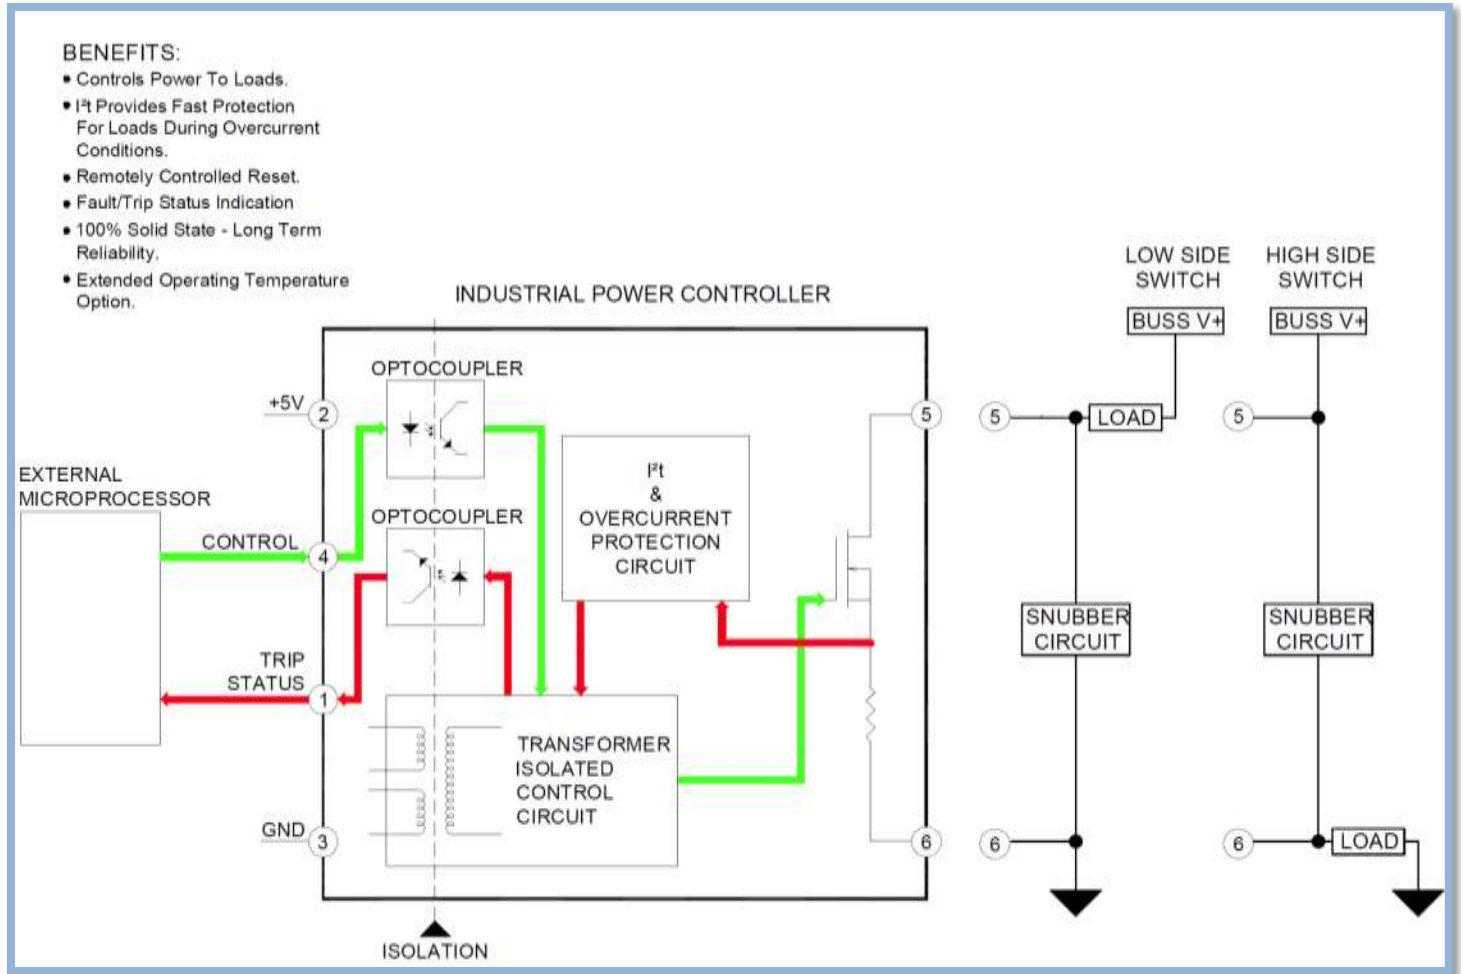 BENEFITS:
• Controls Power To Loads.
• I²t Provides Fast Protection
For Loads During Overcurrent
Conditions.
• Remotely Controlled Reset.
• Fault/Trip Status Indication
• 100% Solid State - Long Term
Reliability.
• Extended Operating Temperature
Option.
INDUSTRIAL POWER CONTROLLER
LOW SIDE
SWITCH
HIGH SIDE
SWITCH
BUSS V+
BUSS V+
OPTOCOUPLER
+5V
2
5
5
LOAD
5
I²t
&
OVERCURRENT
PROTECTION
CIRCUIT
EXTERNAL
MICROPROCESSOR
OPTOCOUPLER
CONTROL
4
SNUBBER
CIRCUIT
SNUBBER
CIRCUIT
TRIP
STATUS
1
TRANSFORMER
ISOLATED
CONTROL
CIRCUIT
GND
3
6
6
6
LOAD
ISOLATION